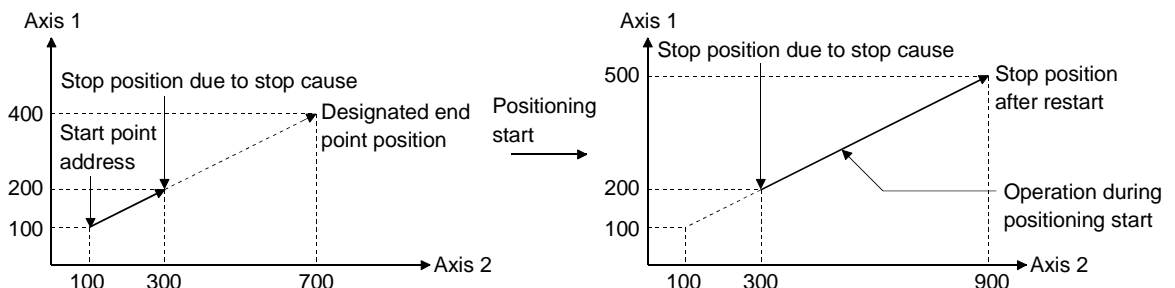 Axis 1
Stop position due to stop cause
400
Designated end
point position
Start point
address
200
100
100
300
700
Axis 2
Positioning
start
Axis 1
Stop position due to stop cause
500
Stop position
after restart
200
Operation during
positioning start
100
100
300
900
Axis 2